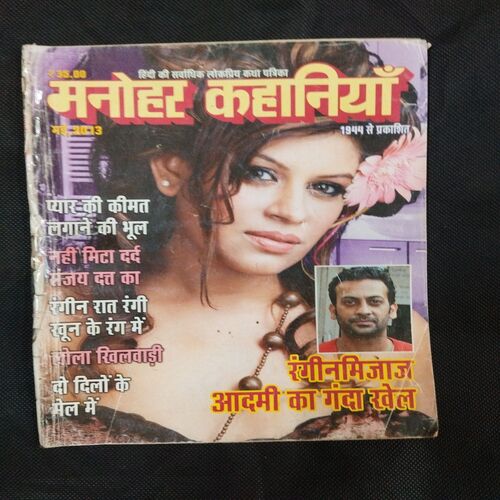 ₹ 35.00
हिंदी की सर्वाधिक लोकप्रिय कथा पत्रिका
मनोहर कहानियाँ
मई, 2013
1944 से प्रकाशित
प्यार की कीमत
लगाने की भूल
नहीं मिटा दर्द
संजय दत्त का
रंगीन रात रंगी
खून के रंग में
भोला खिलवाड़ी
दो दिलों के
मेल में
रंगीनमिजाज
आदमी का गंदा खेल